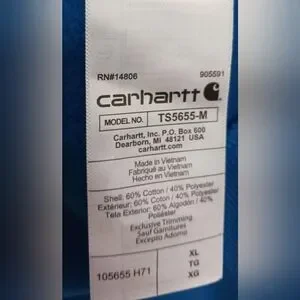 RN#14806 905591
carhartt
MODEL NO. TS5655-M
Carhartt, Inc. P.O. Box 600
Dearborn, Mi 48121 USA
carhartt.com
Made in Vietnam
Fabriqué au Vietnam
Hecho en Vietnam
Shell: 60% Cotton / 40% Polyester
Extérieur: 60% Coton / 40% Polyester
Tela Exterior: 60% Algodón / 40%
Poliéster
Exclusive Trimming
Sauf Garnitures
Excepto Adorno
105655 H71
XL
TG
XG